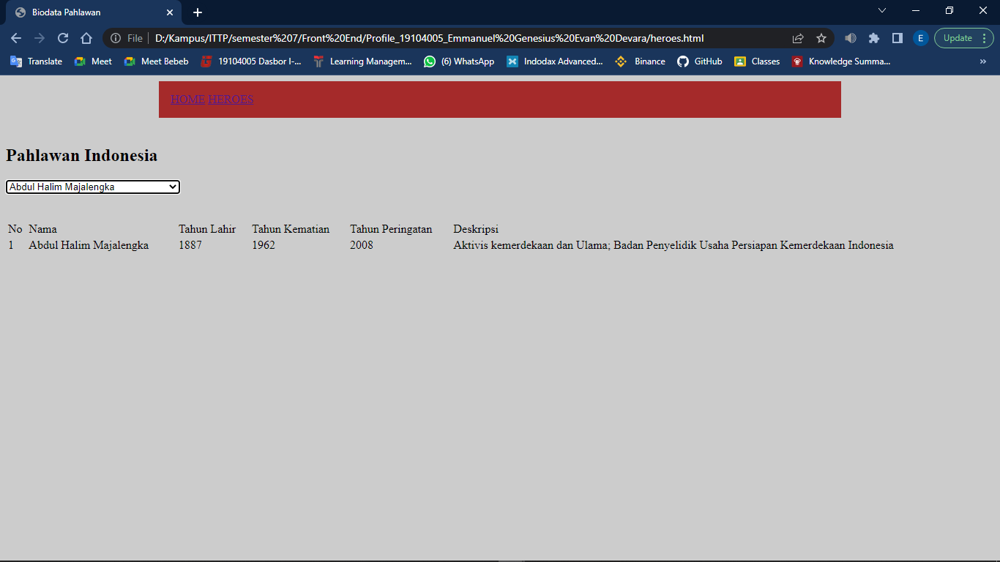 Biodata Pahlawan
File D:/Kampus/ITTP/semester%207/Front%20End/Profile_19104005_Emmanuel%20Genesius%20Evan%20Devara/heroes.html E Update
Translate Meet Meet Bebeb 19104005 Dasbor I-... Learning Managem... (6) WhatsApp Indodax Advanced... Binance GitHub Classes Knowledge Summa... »
HOME HEROES
Pahlawan Indonesia
Abdul Halim Majalengka
No Nama Tahun Lahir Tahun Kematian Tahun Peringatan Deskripsi
1 Abdul Halim Majalengka 1887 1962 2008 Aktivis kemerdekaan dan Ulama; Badan Penyelidik Usaha Persiapan Kemerdekaan Indonesia